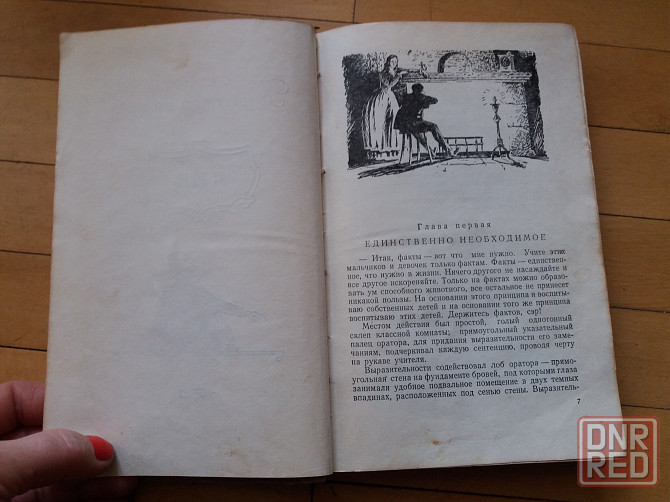 Глава первая
ЕДИНСТВЕННО НЕОБХОДИМОЕ
— Итак, факты — вот что мне нужно. Учите этих
мальчиков и девочек только фактам. Факты — единствен-
ное, что нужно в жизни. Ничего другого не насаждайте и
все другое искореняйте. Только на фактах можно образо-
вать ум способного животного, все остальное не принесет
никакой пользы. На основании этого принципа я воспиты-
ваю собственных детей и на основании того же принципа
воспитываю этих детей. Держитесь фактов, сэр!
Местом действия был простой, голый однотонный
склеп классной комнаты; прямоугольный указательный
палец оратора, для придания выразительности его заме-
чаниям, подчеркивал каждую сентенцию, проводя черту
на рукаве учителя.
Выразительности содействовал лоб оратора — прямо-
угольная стена на фундаменте бровей, под которыми глаза
занимали удобное подвальное помещение в двух темных
впадинах, расположенных под сенью стены. Выразитель-
7
DNR
RED